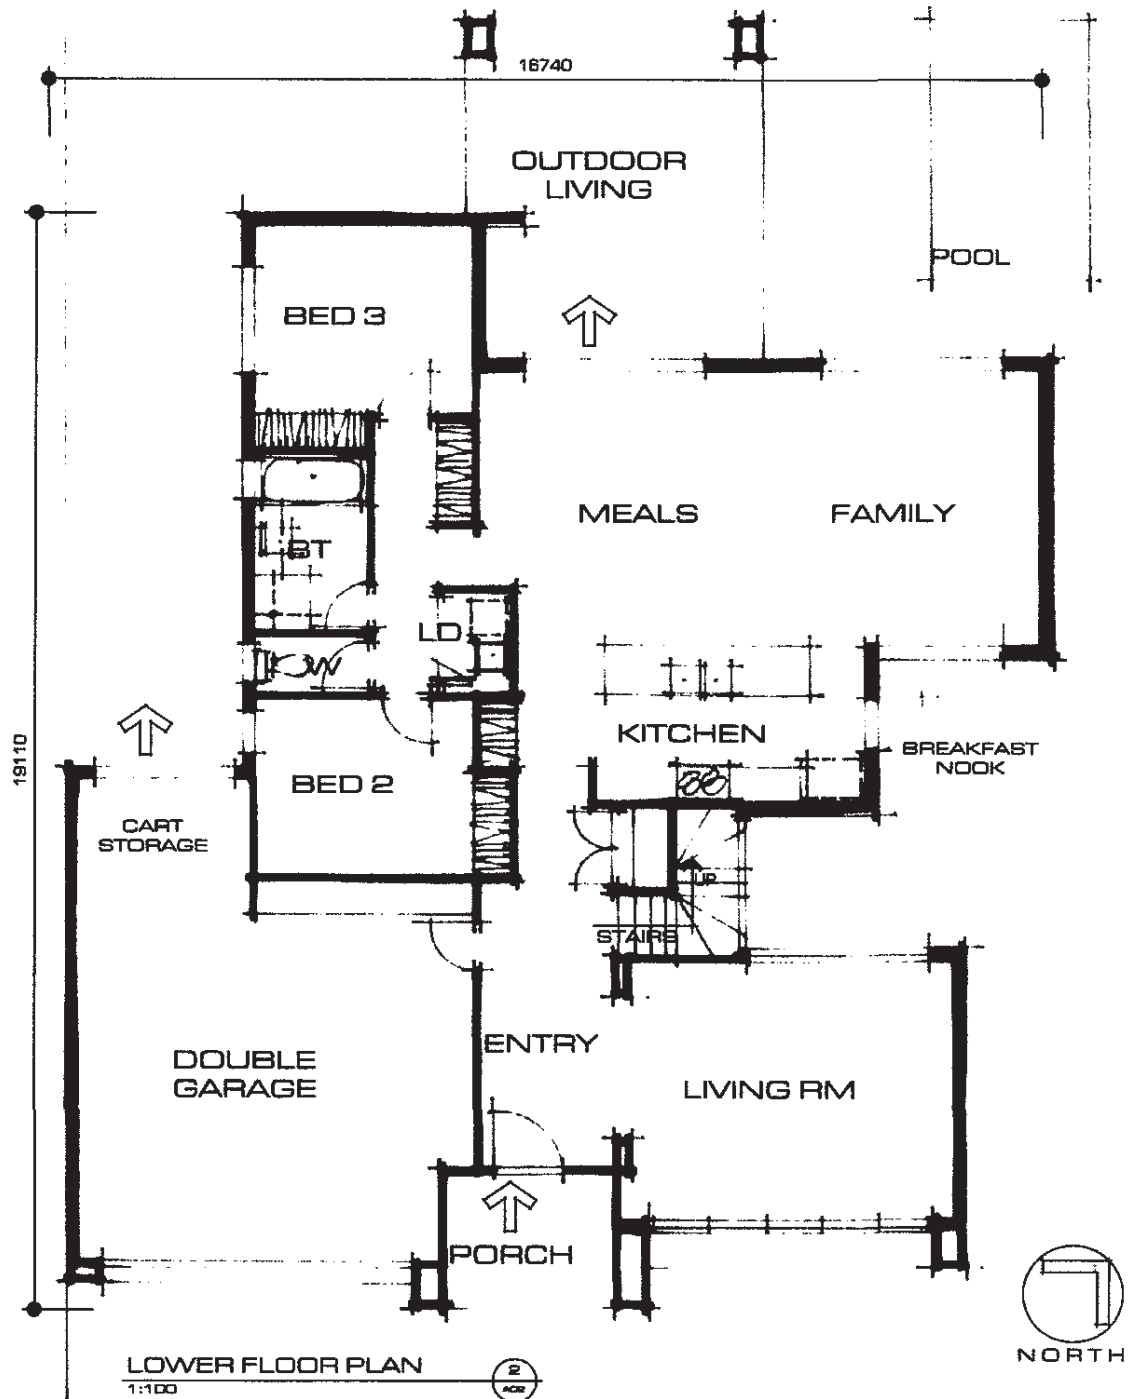 16740
OUTDOOR
LIVING
POOL
BED 3
MEALS
FAMILY
BT
LD
W
KITCHEN
BREAKFAST
NOOK
19110
BED 2
CART
STORAGE
UP
STAIRS
ENTRY
DOUBLE
GARAGE
LIVING RM
PORCH
NORTH
LOWER FLOOR PLAN
1:100
2
A02